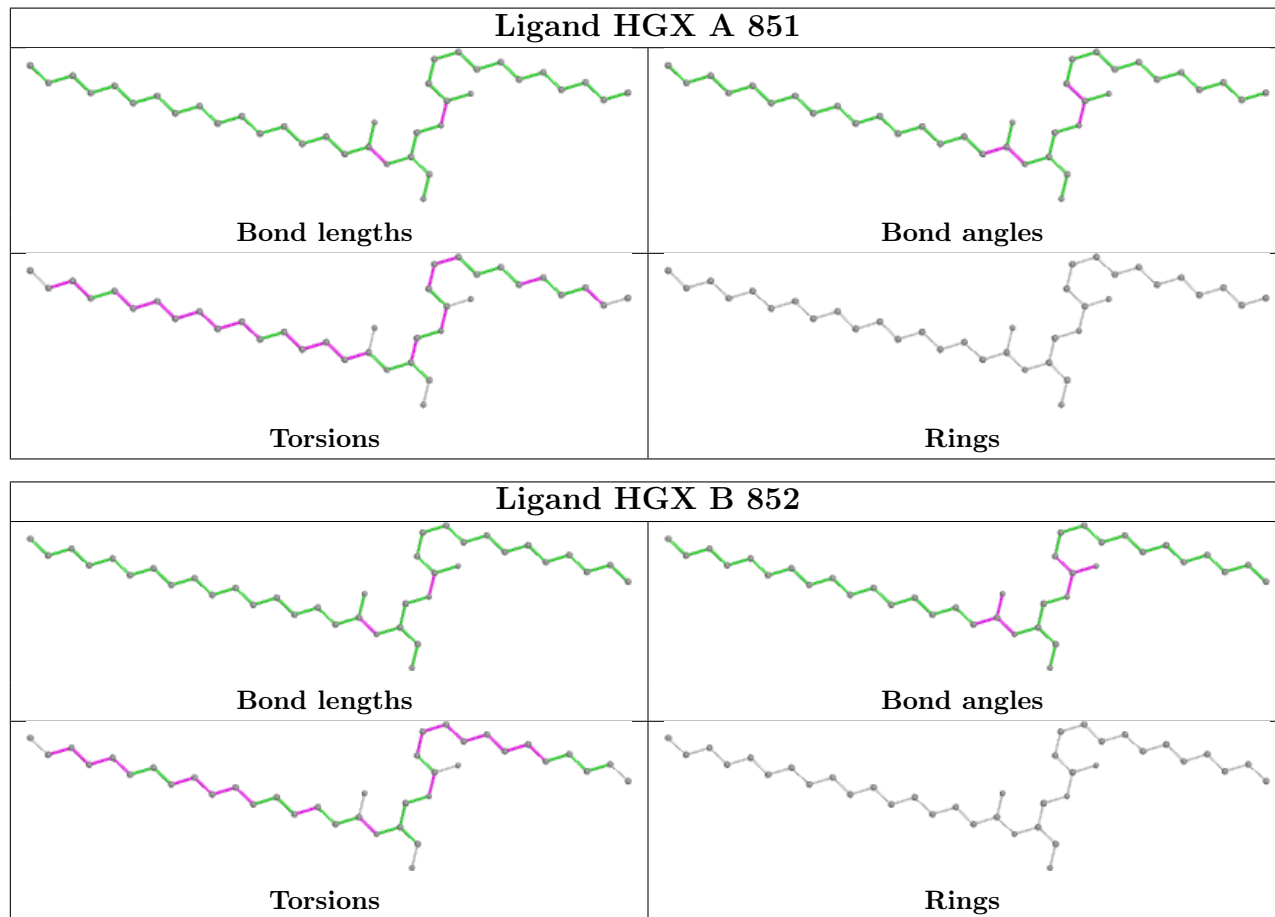 Ligand HGX A 851
Bond lengths
Bond angles
Torsions
Rings
Ligand HGX B 852
Bond lengths
Bond angles
Torsions
Rings